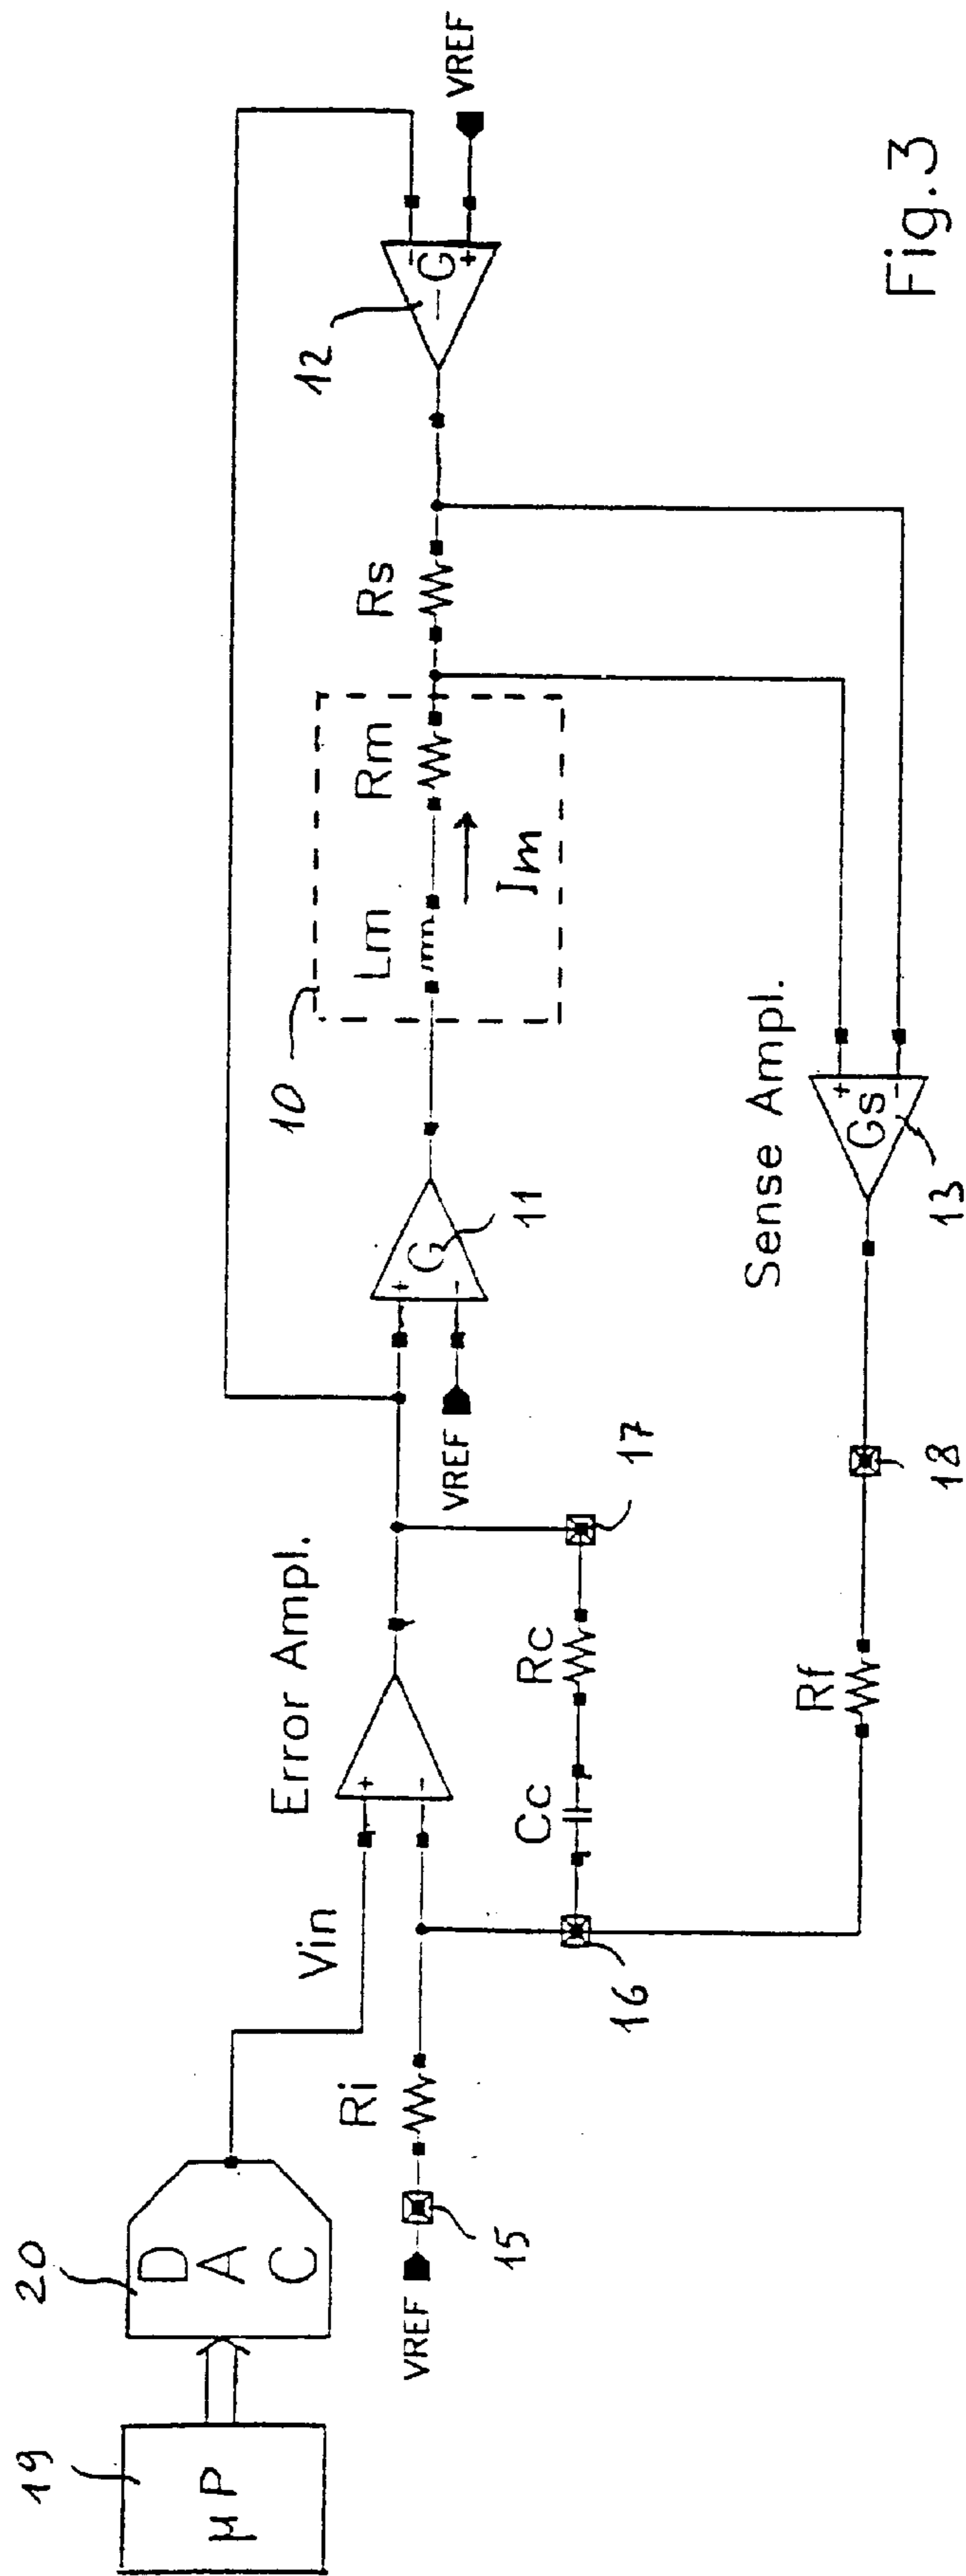 19
μP
20
DAC
VREF
15
Ri
Vin
Error Ampl.
+
-
16
Cc
Rc
17
VREF
+
-
G
11
10
Lm
Rm
Im
Rs
12
-G
-
+
VREF
Sense Ampl.
+
-
Gs
13
18
Rf
Fig.3